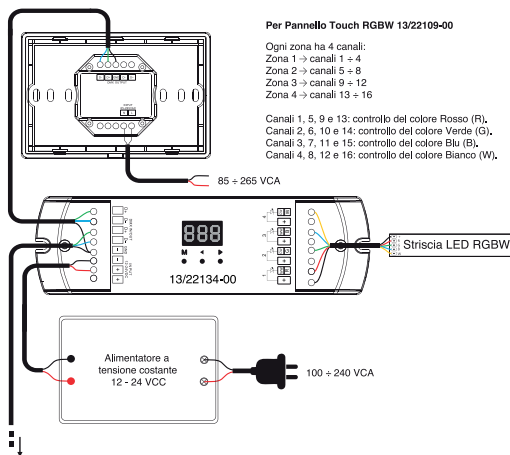 Per Pannello Touch RGBW 13/22109-00
Ogni zona ha 4 canali:
Zona 1 → canali 1 ÷ 4
Zona 2 → canali 5 ÷ 8
Zona 3 → canali 9 ÷ 12
Zona 4 → canali 13 ÷ 16
Canali 1, 5, 9 e 13: controllo del colore Rosso (R).
Canali 2, 6, 10 e 14: controllo del colore Verde (G).
Canali 3, 7, 11 e 15: controllo del colore Blu (B).
Canali 4, 8, 12 e 16: controllo del colore Bianco (W).
85 ÷ 265 VCA
888
M
13/22134-00
4
3
2
1
Striscia LED RGBW
Alimentatore a
tensione costante
12 - 24 VCC
100 ÷ 240 VCA